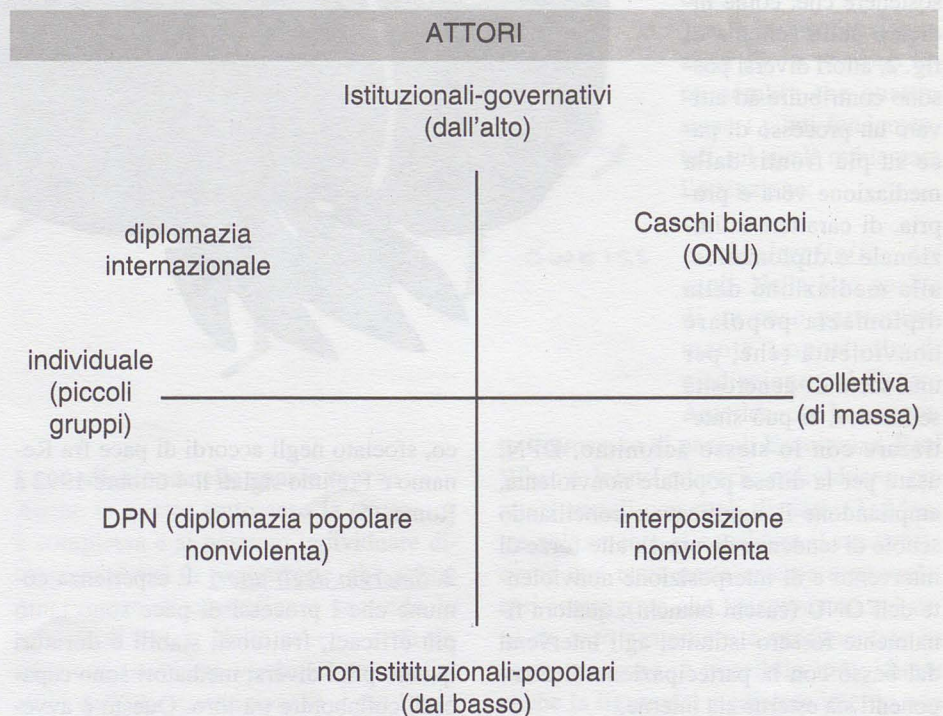 ATTORI
Istituzionali-governativi
(dall'alto)
diplomazia
internazionale
Caschi bianchi
(ONU)
individuale
(piccoli
gruppi)
collettiva
(di massa)
DPN (diplomazia popolare
nonviolenta)
interposizione
nonviolenta
non istitituzionali-popolari
(dal basso)